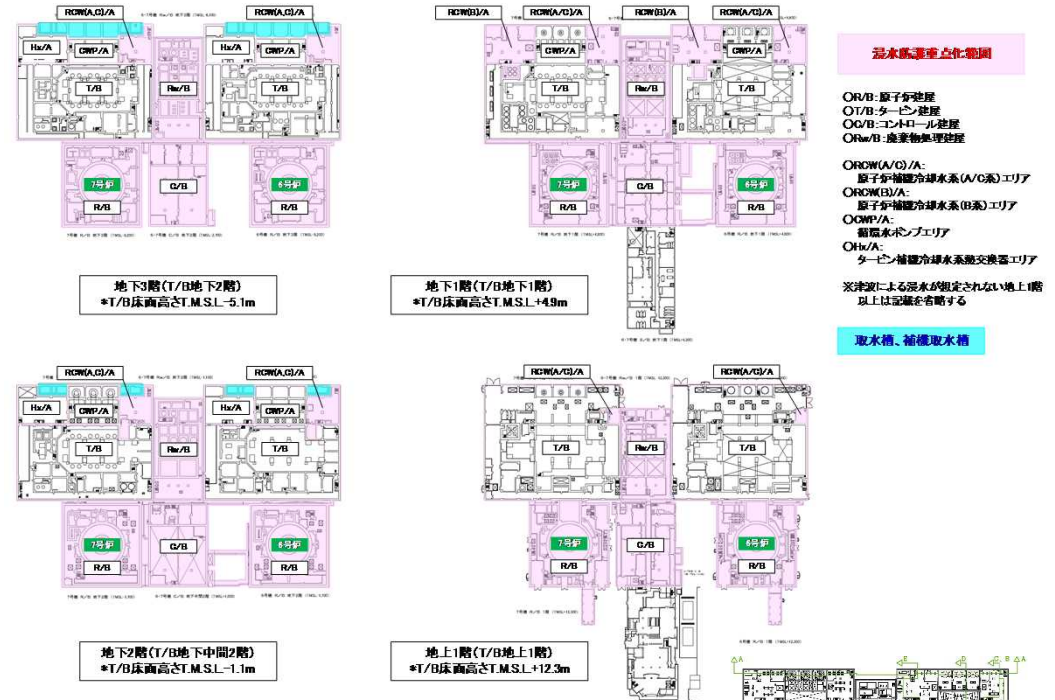 RCW(A,C)/A
RCW(A,C)/A
Hx/A
CWP/A
Hx/A
CWP/A
T/B
Rw/B
T/B
7号炉
C/B
6号炉
R/B
R/B
地下3階(T/B地下2階)
*T/B床面高さT.M.S.L-5.1m
RCW(B)/A
RCW(A/C)/A
RCW(B)/A
RCW(A/C)/A
CWP/A
CWP/A
T/B
Rw/B
T/B
7号炉
C/B
6号炉
R/B
R/B
地下1階(T/B地下1階)
*T/B床面高さT.M.S.L+4.9m
浸水防護重点化範囲
○R/B:原子炉建屋
○T/B:タービン建屋
○C/B:コントロール建屋
○Rw/B:廃棄物処理建屋
○RCW(A/C)/A:
原子炉補機冷却水系(A/C系)エリア
○RCW(B)/A:
原子炉補機冷却水系(B系)エリア
○CWP/A:
循環水ポンプエリア
○Hx/A:
タービン補機冷却水系熱交換器エリア
※津波による浸水が想定されない地上1階
以上は記載を省略する
取水槽、補機取水槽
RCW(A,C)/A
RCW(A,C)/A
Hx/A
CWP/A
Hx/A
CWP/A
T/B
Rw/B
T/B
7号炉
C/B
6号炉
R/B
R/B
地下2階(T/B地下中間2階)
*T/B床面高さT.M.S.L-1.1m
RCW(A/C)/A
RCW(A/C)/A
T/B
Rw/B
T/B
7号炉
C/B
6号炉
R/B
R/B
地上1階(T/B地上1階)
*T/B床面高さT.M.S.L+12.3m